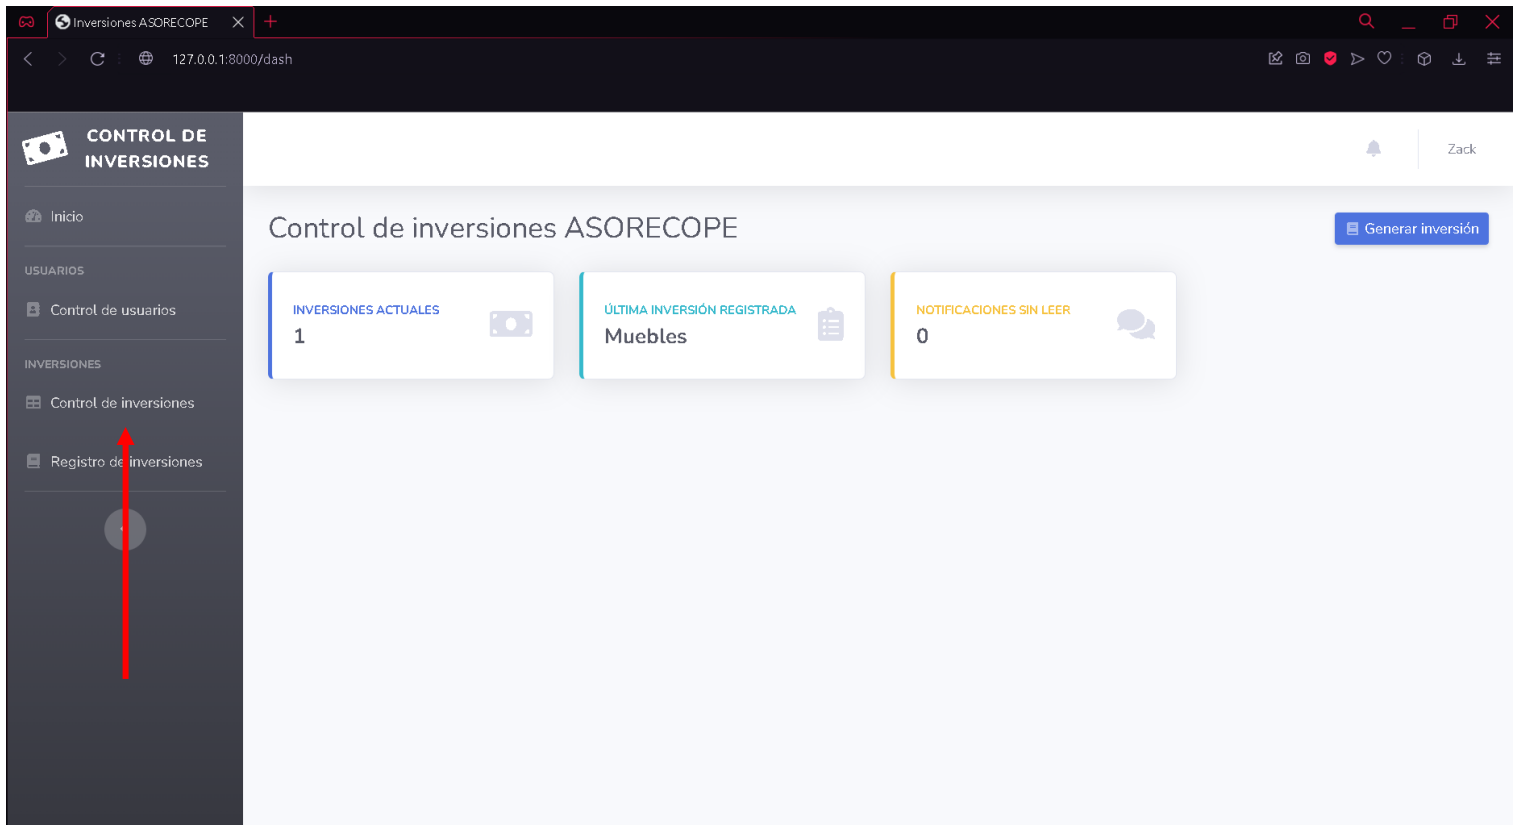 Inversiones ASORECOPE
127.0.0.1:8000/dash
CONTROL DE
INVERSIONES
Zack
Inicio
USUARIOS
Control de usuarios
INVERSIONES
Control de inversiones
Registro de inversiones
Control de inversiones ASORECOPE
Generar inversión
INVERSIONES ACTUALES
1
ÚLTIMA INVERSIÓN REGISTRADA
Muebles
NOTIFICACIONES SIN LEER
0